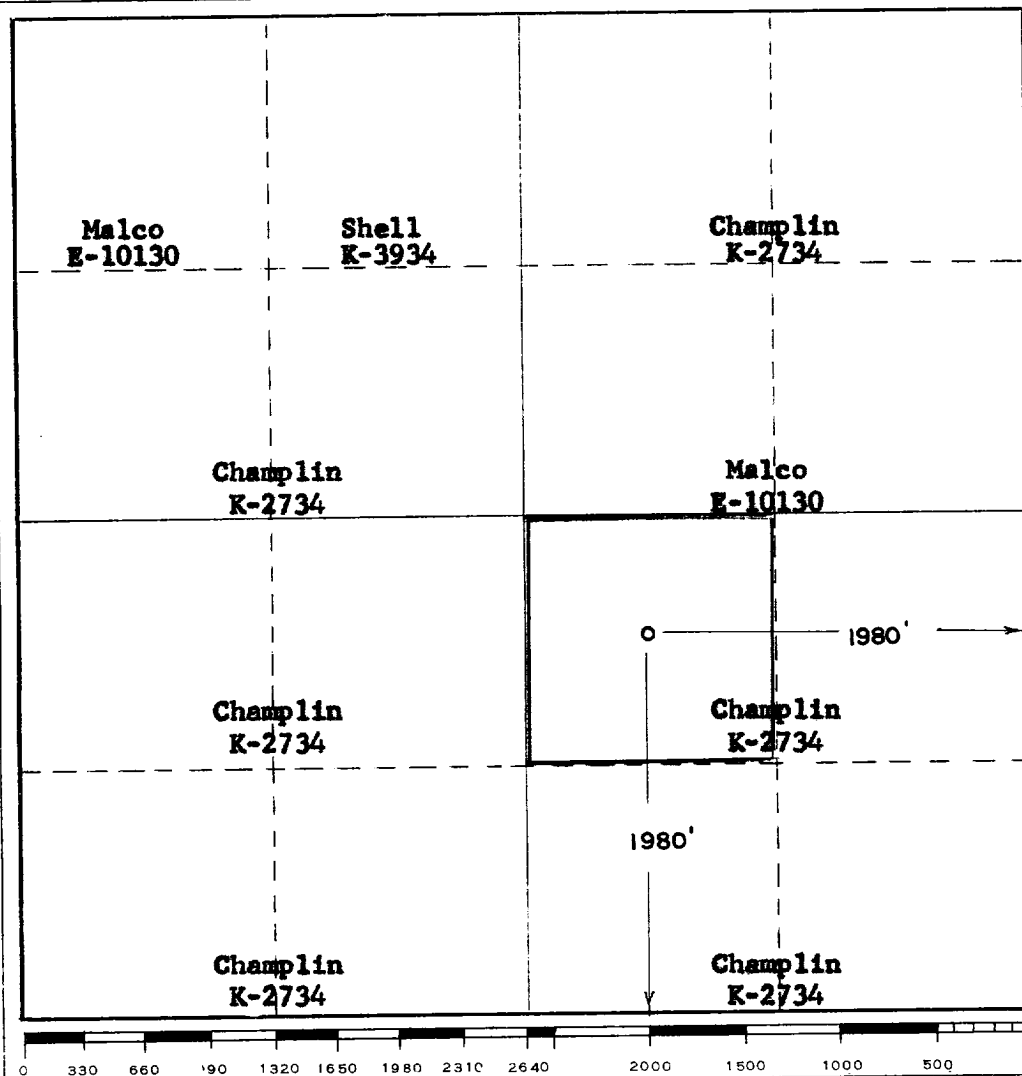 Malco Shell Champlin
E-10130 K-3934 K-2734
Champlin Malco
K-2734 E-10130
1980'
Champlin Champlin
K-2734 K-2734
1980'
Champlin Champlin
K-2734 K-2734
0 330 660 990 1320 1650 1980 2310 2640 2000 1500 1000 500